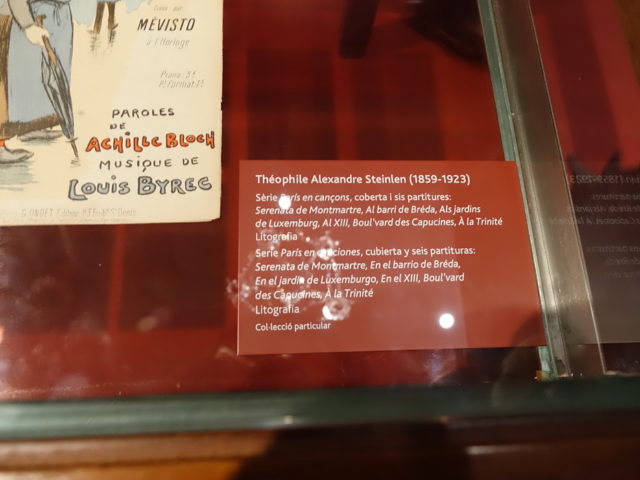 Créée par
MÉVISTO
à l'Horloge
PAROLES
DE
ACHILLE BLOCH
MUSIQUE DE
LOUIS BYREC
Théophile Alexandre Steinlen (1859-1923)
Sèrie París en cançons, coberta i sis partitures:
Serenata de Montmartre, Al barri de Bréda, Als jardins
de Luxemburg, Al XIII, Boul'vard des Capucines, À la Trinité
Litografia
Serie París en canciones, cubierta y seis partituras:
Serenata de Montmartre, En el barrio de Bréda,
En el jardín de Luxemburgo, En el XIII, Boul'vard
des Capucines, À la Trinité
Litografía
Col·lecció particular